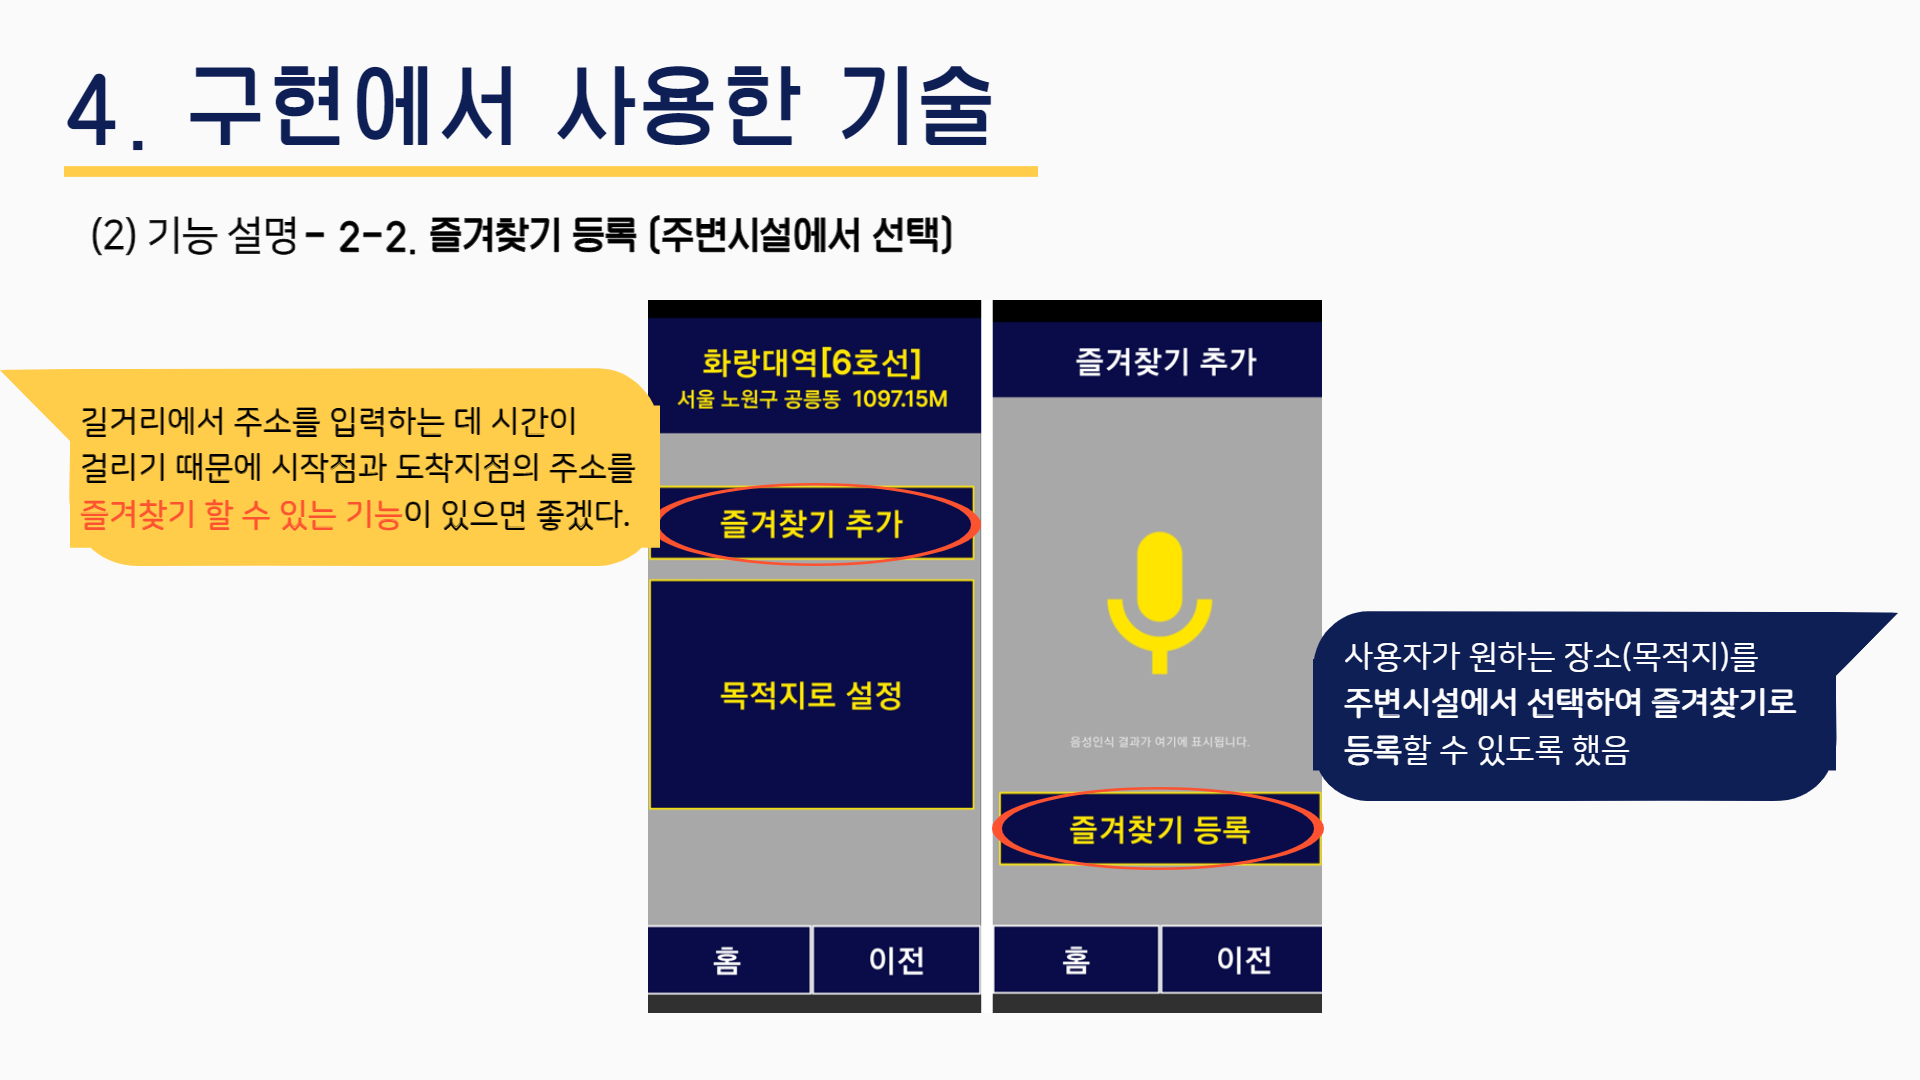 4. 구현에서 사용한 기술
(2) 기능 설명 - 2-2. 즐겨찾기 등록 (주변시설에서 선택)
길거리에서 주소를 입력하는 데 시간이
걸리기 때문에 시작점과 도착지점의 주소를
즐겨찾기 할 수 있는 기능이 있으면 좋겠다.
화랑대역[6호선]
서울 노원구 공릉동 1097.15M
즐겨찾기 추가
목적지로 설정
홈 이전
즐겨찾기 추가
음성인식 결과가 여기에 표시됩니다.
즐겨찾기 등록
홈 이전
사용자가 원하는 장소(목적지)를
주변시설에서 선택하여 즐겨찾기로
등록할 수 있도록 했음